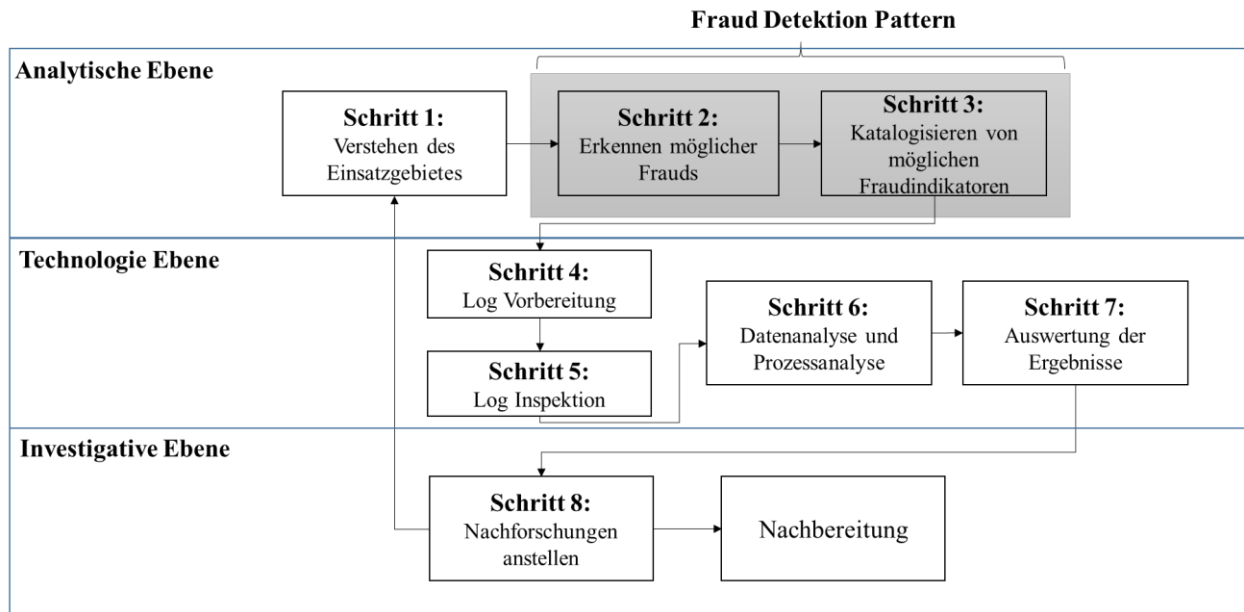 Fraud Detektion Pattern
Analytische Ebene
Schritt 1:
Verstehen des
Einsatzgebietes
Schritt 2:
Erkennen möglicher
Frauds
Schritt 3:
Katalogisieren von
möglichen
Fraudindikatoren
Technologie Ebene
Schritt 4:
Log Vorbereitung
Schritt 5:
Log Inspektion
Schritt 6:
Datenanalyse und
Prozessanalyse
Schritt 7:
Auswertung der
Ergebnisse
Investigative Ebene
Schritt 8:
Nachforschungen
anstellen
Nachbereitung